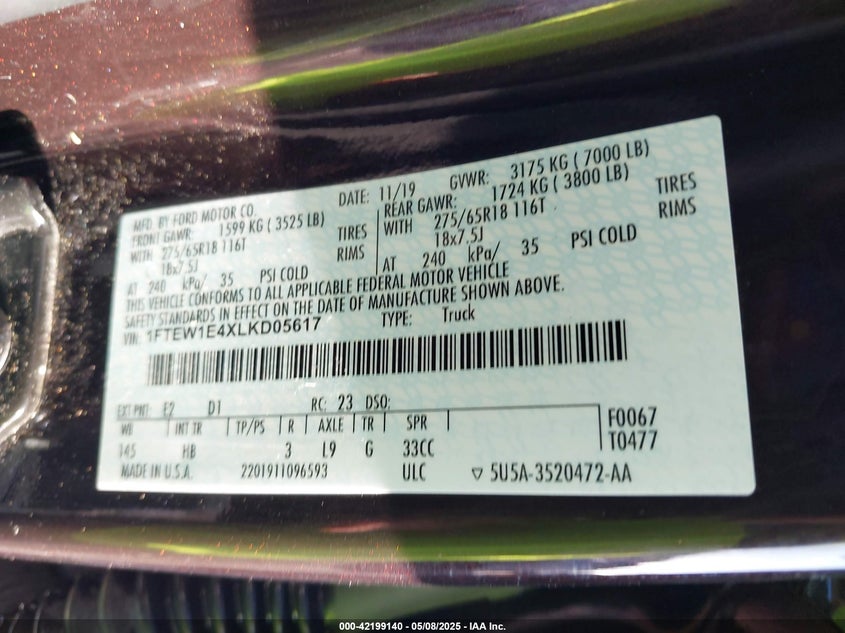 MFD. BY FORD MOTOR CO. DATE: 11/19 GVWR: 3175 KG ( 7000 LB)
FRONT GAWR: 1599 KG ( 3525 LB) REAR GAWR: 1724 KG ( 3800 LB)
WITH 275/65R18 116T TIRES WITH 275/65R18 116T TIRES
18x7.5J RIMS 18x7.5J RIMS
AT 240 kPa/ 35 PSI COLD AT 240 kPa/ 35 PSI COLD
THIS VEHICLE CONFORMS TO ALL APPLICABLE FEDERAL MOTOR VEHICLE
SAFETY STANDARDS IN EFFECT ON THE DATE OF MANUFACTURE SHOWN ABOVE.
VIN: 1FTEW1E4XLKD05617 TYPE: Truck
EXT PNT: E2 D1 RC: 23 DSO:
WB INT TR TP/PS R AXLE TR SPR F0067
145 HB 3 L9 G 33CC T0477
MADE IN U.S.A. 2201911096593 ULC ▽ 5U5A-3520472-AA
000-42199140 - 05/08/2025 - IAA Inc.